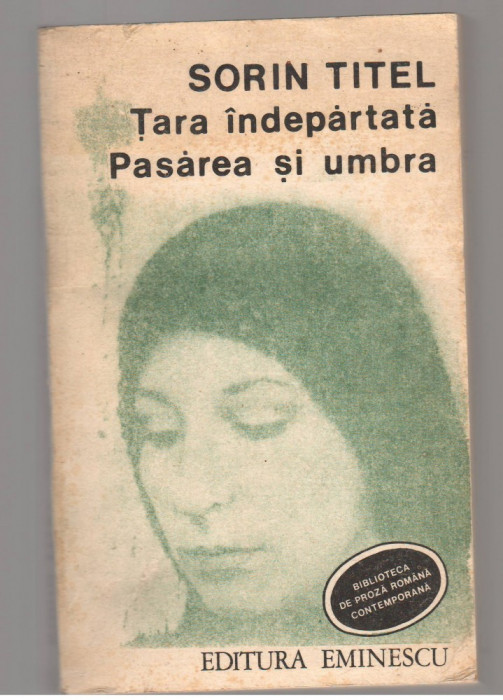 SORIN TITEL
Țara îndepărtată
Pasărea și umbra
BIBLIOTECA
DE PROZĂ ROMÂNĂ
CONTEMPORANĂ
EDITURA EMINESCU